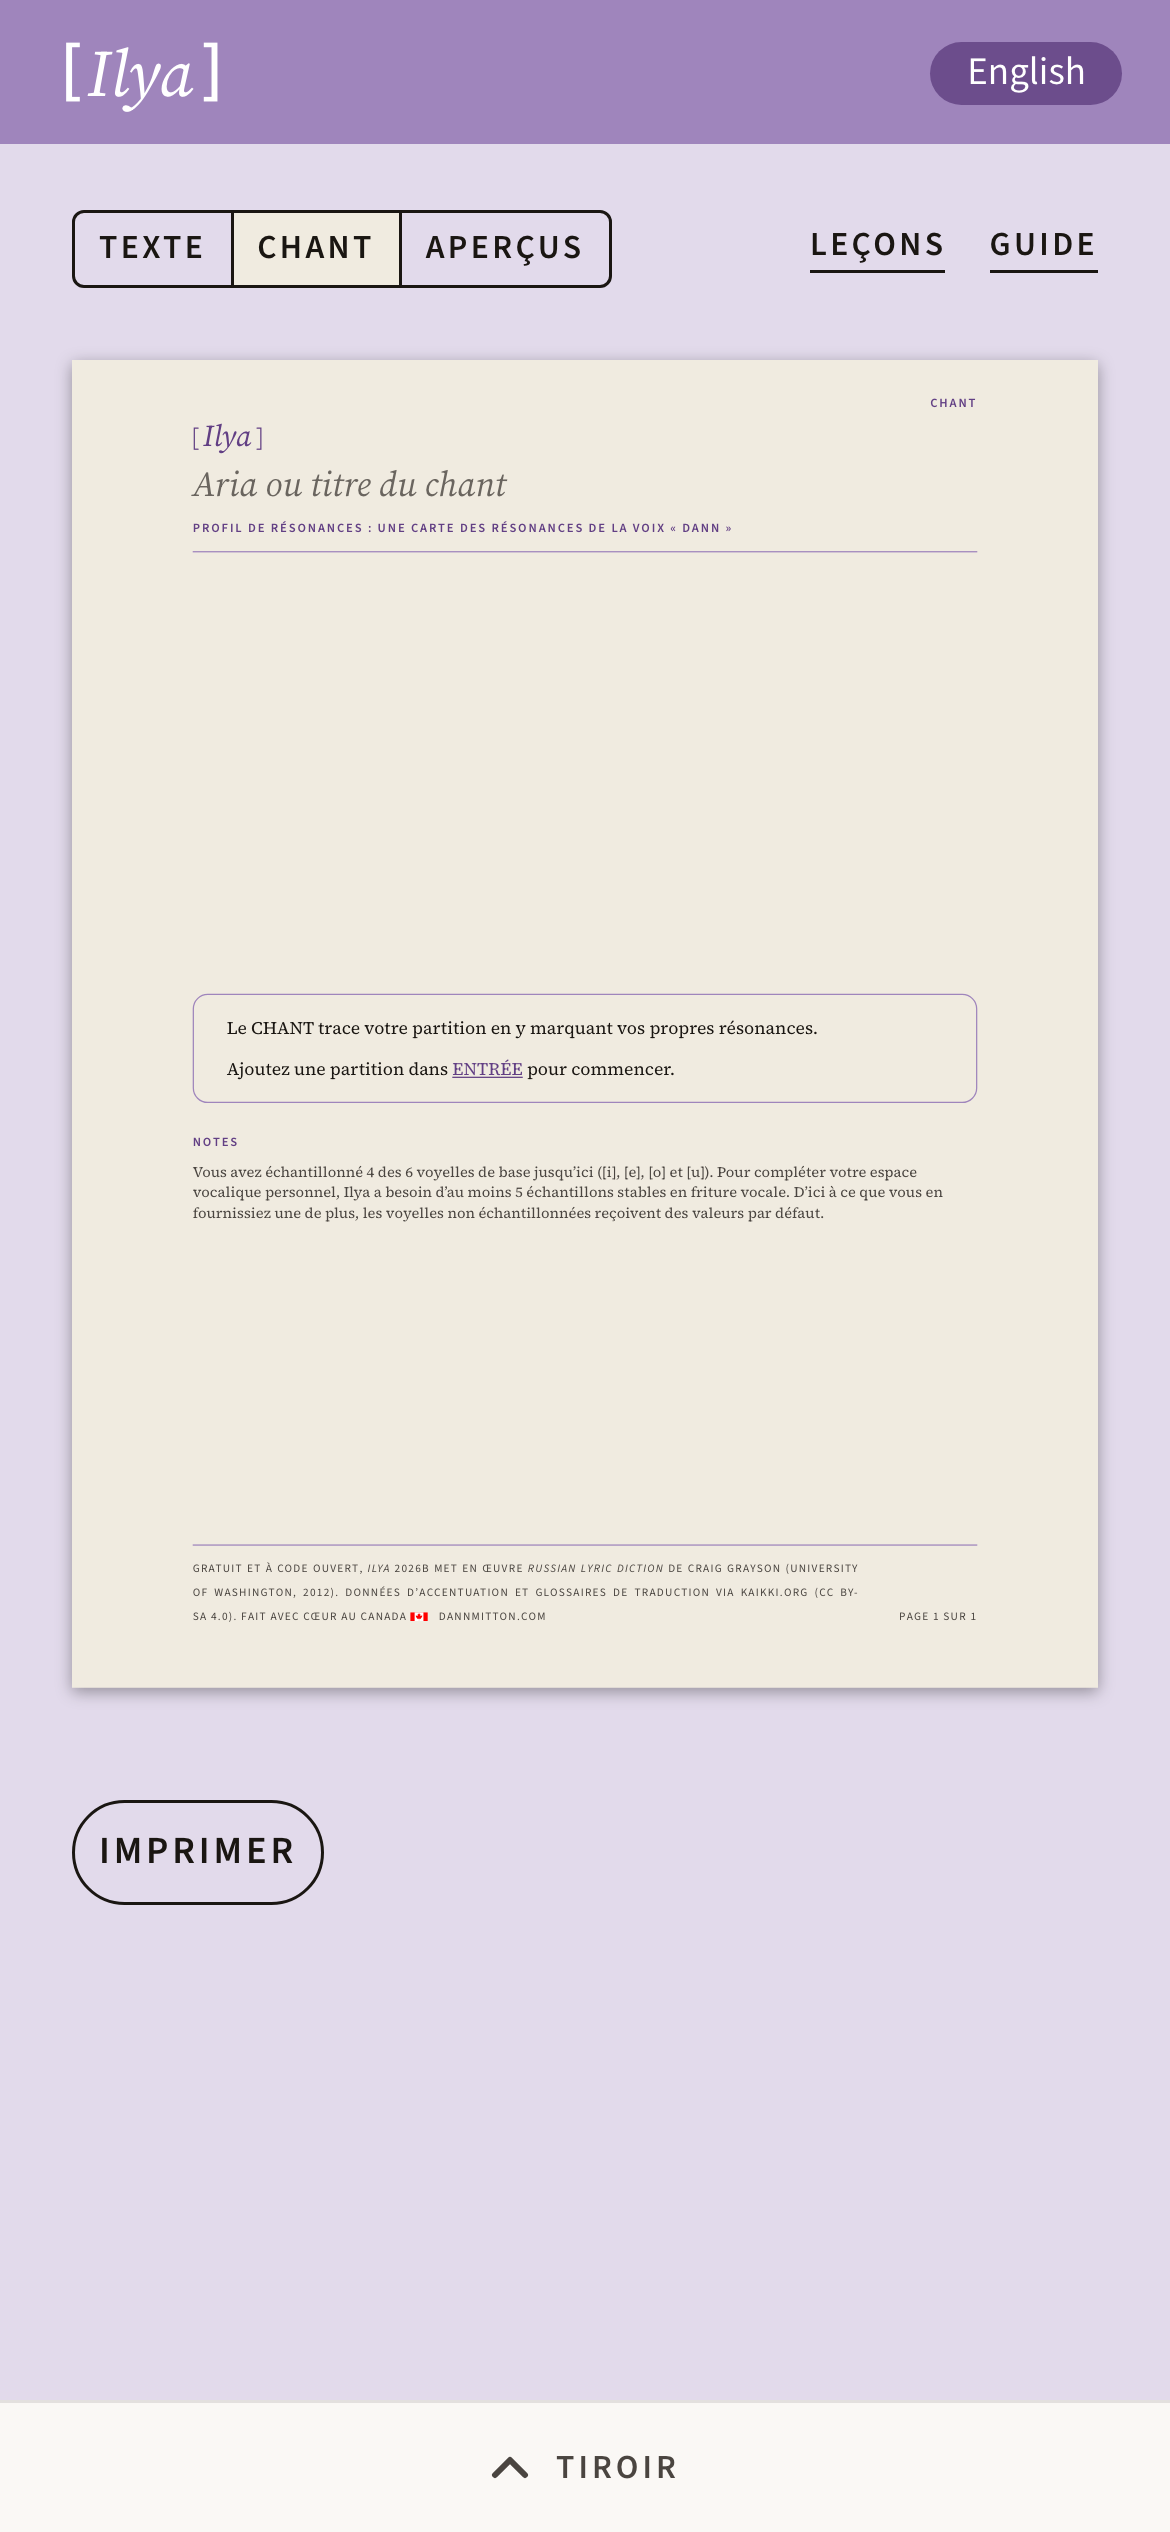 [Ilya]
English
TEXTE CHANT APERÇUS LEÇONS GUIDE
CHANT
[Ilya]
Aria ou titre du chant
PROFIL DE RÉSONANCES : UNE CARTE DES RÉSONANCES DE LA VOIX « DANN »
Le CHANT trace votre partition en y marquant vos propres résonances.
Ajoutez une partition dans ENTRÉE pour commencer.
NOTES
Vous avez échantillonné 4 des 6 voyelles de base jusqu’ici ([i], [e], [o] et [u]). Pour compléter votre espace
vocalique personnel, Ilya a besoin d’au moins 5 échantillons stables en friture vocale. D’ici à ce que vous en
fournissiez une de plus, les voyelles non échantillonnées reçoivent des valeurs par défaut.
GRATUIT ET À CODE OUVERT, ILYA 2026B MET EN ŒUVRE RUSSIAN LYRIC DICTION DE CRAIG GRAYSON (UNIVERSITY
OF WASHINGTON, 2012). DONNÉES D’ACCENTUATION ET GLOSSAIRES DE TRADUCTION VIA KAIKKI.ORG (CC BY-
SA 4.0). FAIT AVEC CŒUR AU CANADA 🇨🇦 DANNMITTON.COM PAGE 1 SUR 1
IMPRIMER
TIROIR